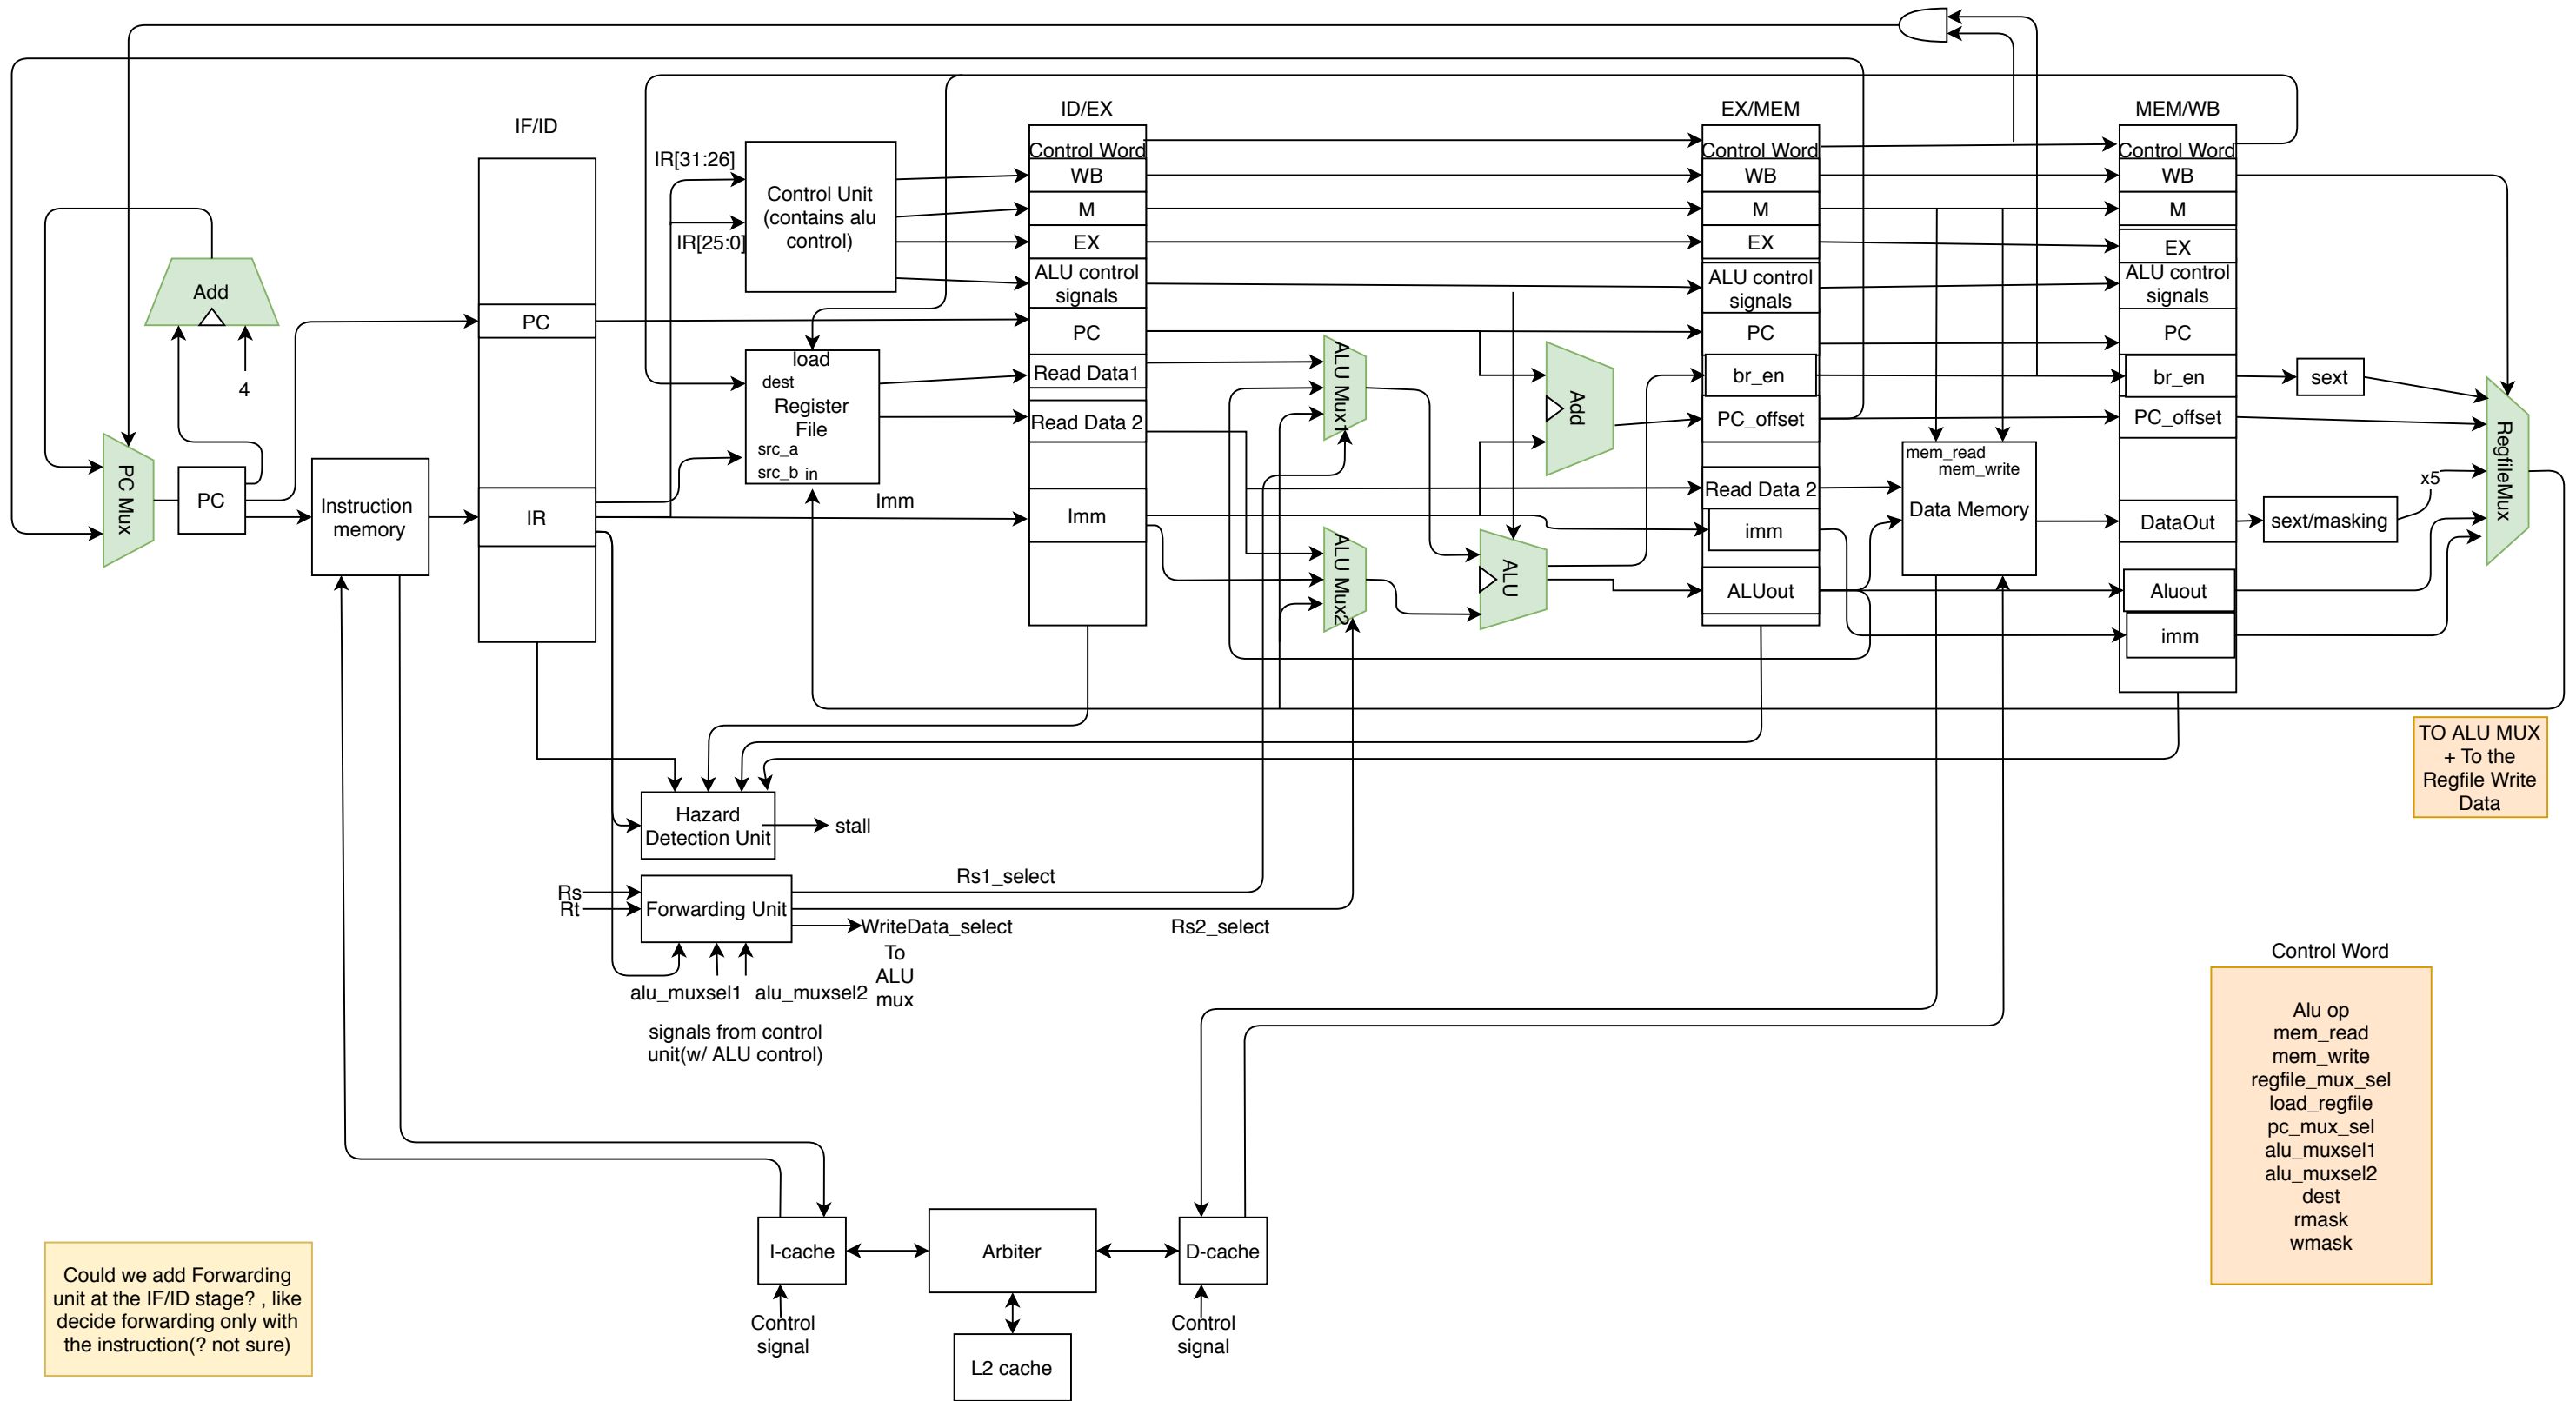 IF/ID
ID/EX
EX/MEM
MEM/WB
Add
4
PC Mux
PC
Instruction
memory
PC
IR
IR[31:26]
IR[25:0]
Control Unit
(contains alu
control)
load
dest
Register
File
src_a
src_b
in
Imm
Control Word
WB
M
EX
ALU control
signals
PC
Read Data1
Read Data 2
Imm
ALU Mux1
ALU Mux2
Add
ALU
Control Word
WB
M
EX
ALU control
signals
PC
br_en
PC_offset
Read Data 2
imm
ALUout
mem_read
mem_write
Data Memory
Control Word
WB
M
EX
ALU control
signals
PC
br_en
PC_offset
DataOut
Aluout
imm
sext
sext/masking
x5
RegfileMux
TO ALU MUX
+ To the
Regfile Write
Data
Hazard
Detection Unit
stall
Rs
Rt
Forwarding Unit
Rs1_select
Rs2_select
WriteData_select
To
ALU
mux
alu_muxsel1
alu_muxsel2
signals from control
unit(w/ ALU control)
Control Word
Alu op
mem_read
mem_write
regfile_mux_sel
load_regfile
pc_mux_sel
alu_muxsel1
alu_muxsel2
dest
rmask
wmask
I-cache
Arbiter
D-cache
Control
signal
Control
signal
L2 cache
Could we add Forwarding
unit at the IF/ID stage? , like
decide forwarding only with
the instruction(? not sure)